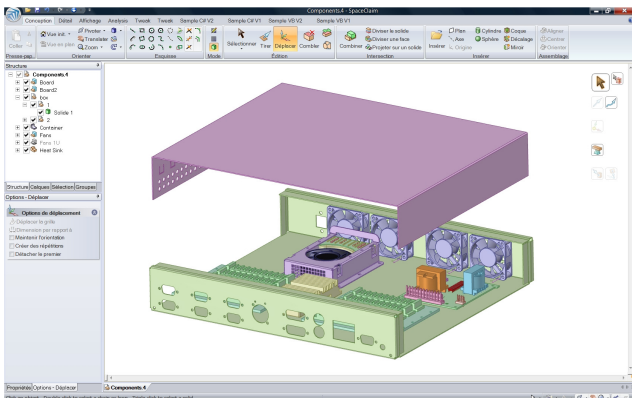 Components.4 - SpaceClaim
Conception Détail Affichage Analysis Tweak Tweak Sample C# V2 Sample C# V1 Sample VB V2 Sample VB V1
Coller
Vue init.
Vue en plan
Pivoter
Translater
Zoom
Sélectionner Tirer Déplacer Combler
Combiner
Diviser le solide
Diviser une face
Projeter sur un solide
Insérer
Plan
Axe
Origine
Cylindre
Sphère
Coque
Décalage
Miroir
Aligner
Centrer
Orienter
Presse-pap... Orienter Esquisse Mode Édition Intersection Insérer Assemblage
Structure
Components.4
Board
Board2
box
1
Solide 1
2
Container
Fans
Fans 1U
Heat Sink
Structure Calques Sélection Groupes
Options - Déplacer
Options de déplacement
Déplacer la grille
Dimensions par rapport à
Maintenir l'orientation
Créer des répétitions
Détacher le premier
Propriétés Options - Déplacer
Components.4